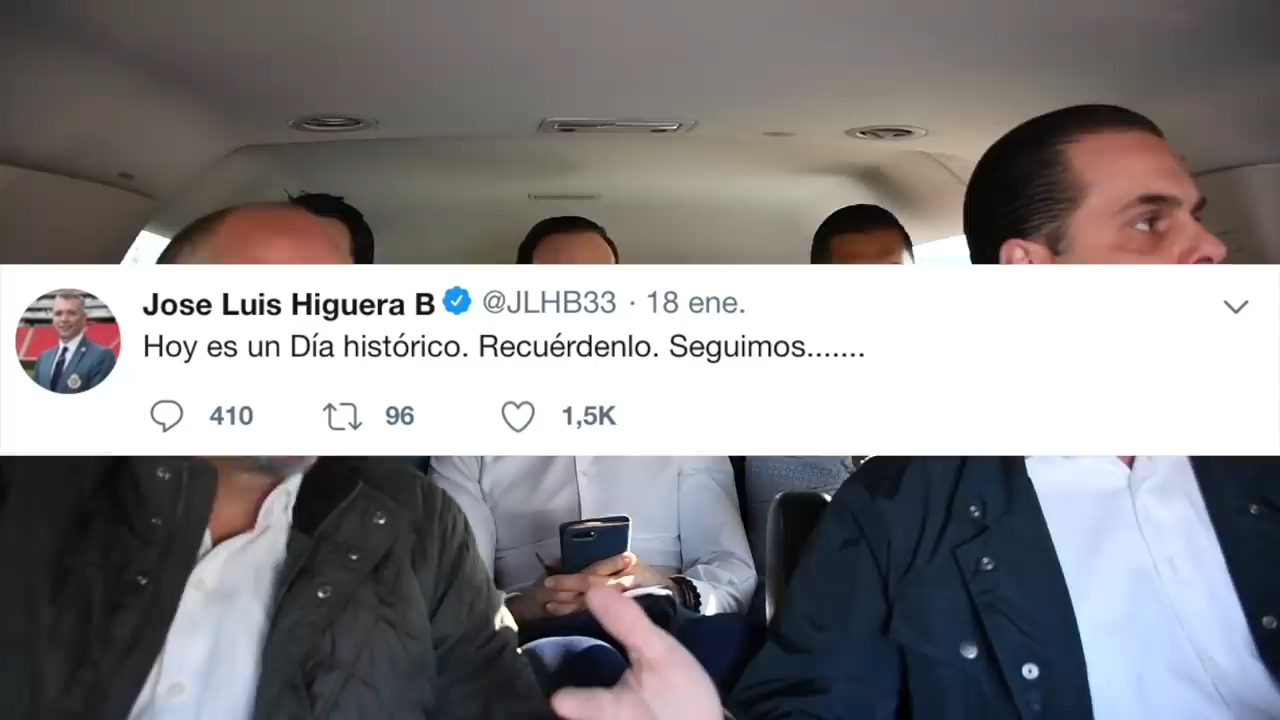 Jose Luis Higuera B @JLHB33 · 18 ene.
Hoy es un Día histórico. Recuérdenlo. Seguimos.......
410 96 1,5K